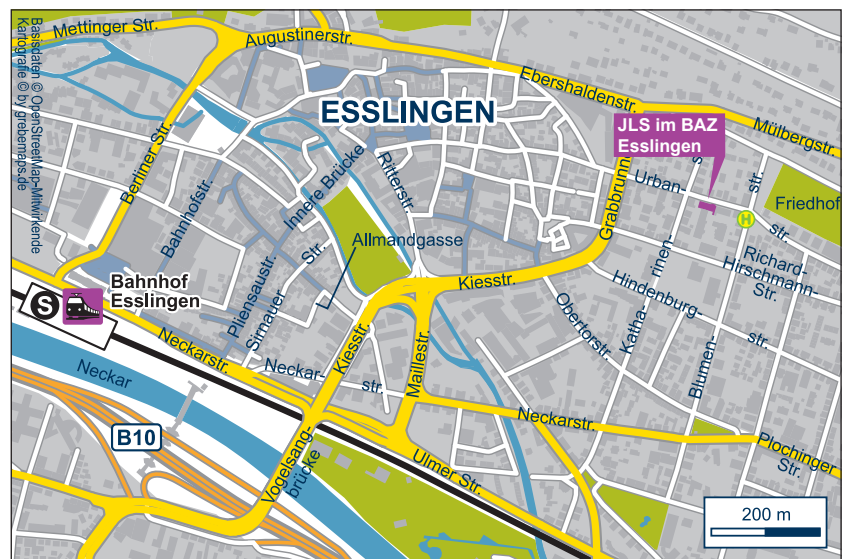 Mettinger Str.
Augustinerstr.
Ebershaldenstr.
Mülbergstr.
Basisdaten © OpenStreetMap-Mitwirkende
Kartografie © by grebemaps.de
ESSLINGEN
JLS im BAZ
Esslingen
Berliner Str.
Bahnhofstr.
Innere Brücke
Ritterstr.
Grabbrunn
Urban-
str.
s
str.
Friedhof
H
Allmandgasse
Pliensaustr.
Sirnauer Str.
Kiesstr.
Richard-
Hirschmann-
Str.
Bahnhof
Esslingen
S
Hindenburg-
str.
Obertorstr.
Katha-
rinen-
Blumen-
Neckarstr.
Neckar-
str.
Kiesstr.
Maillestr.
Neckar
B10
Neckarstr.
Plochinger
Str.
Vogelsang-
brücke
Ulmer Str.
200 m